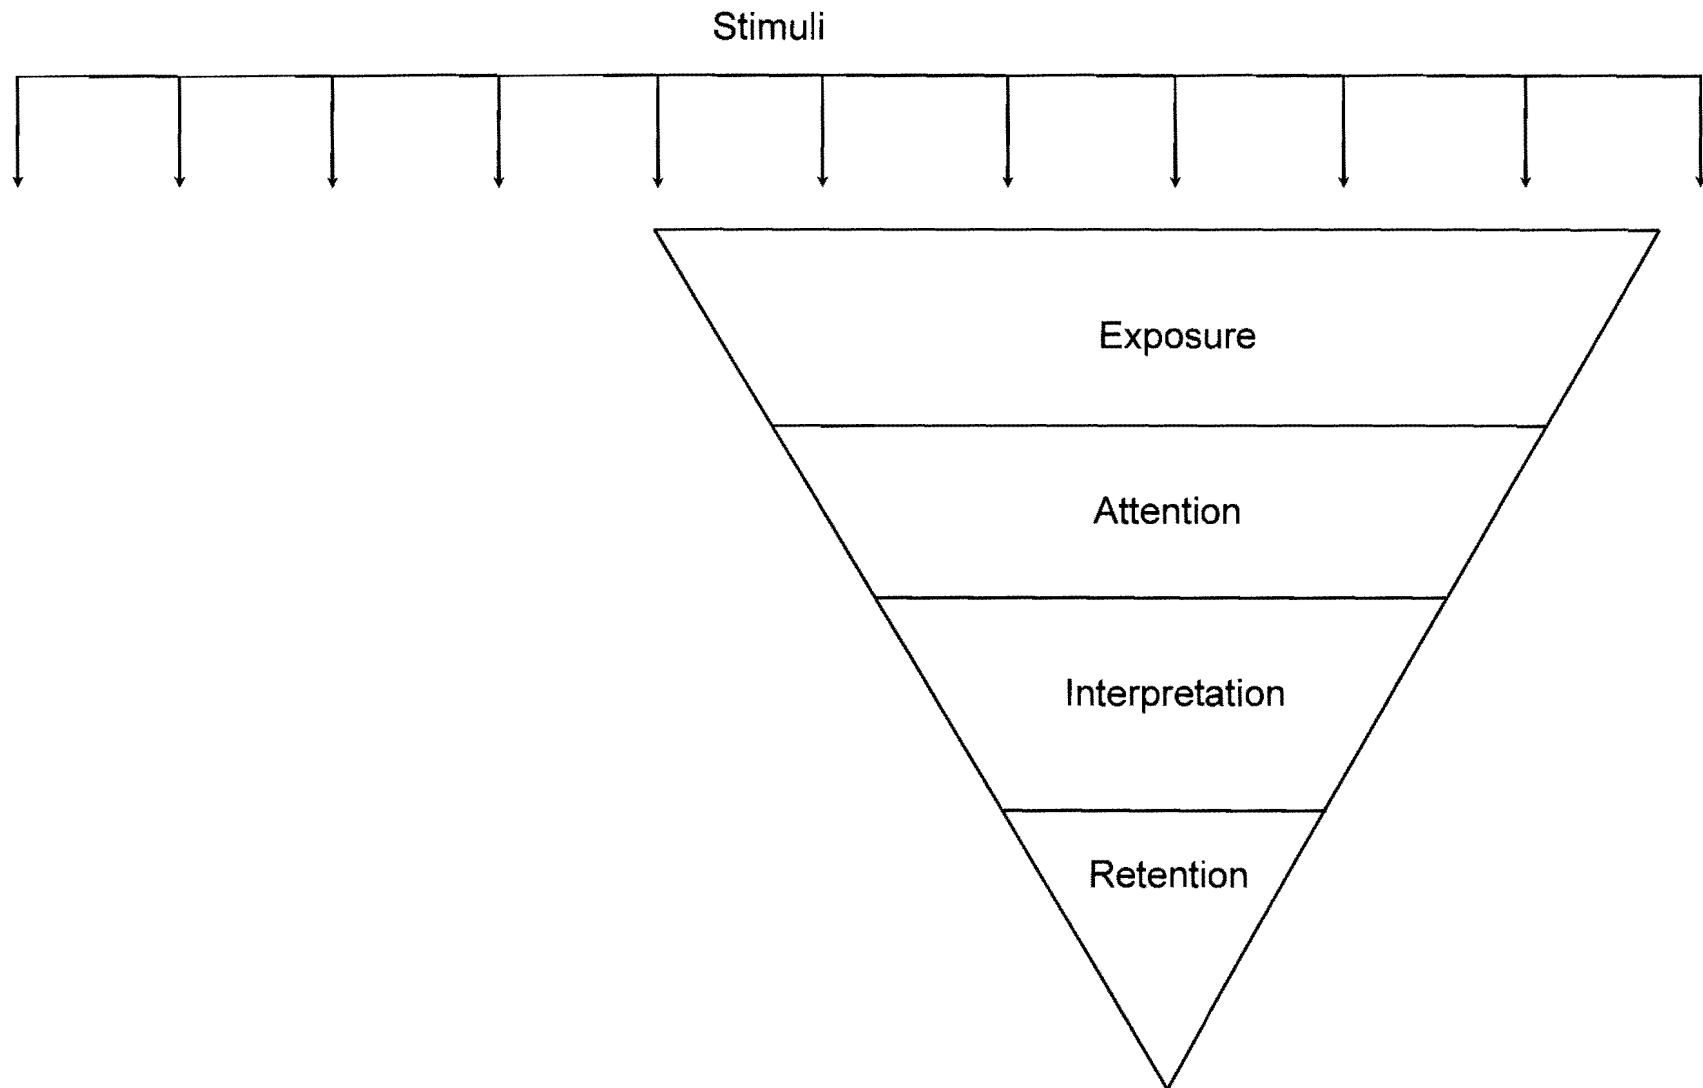 Stimuli
Exposure
Attention
Interpretation
Retention